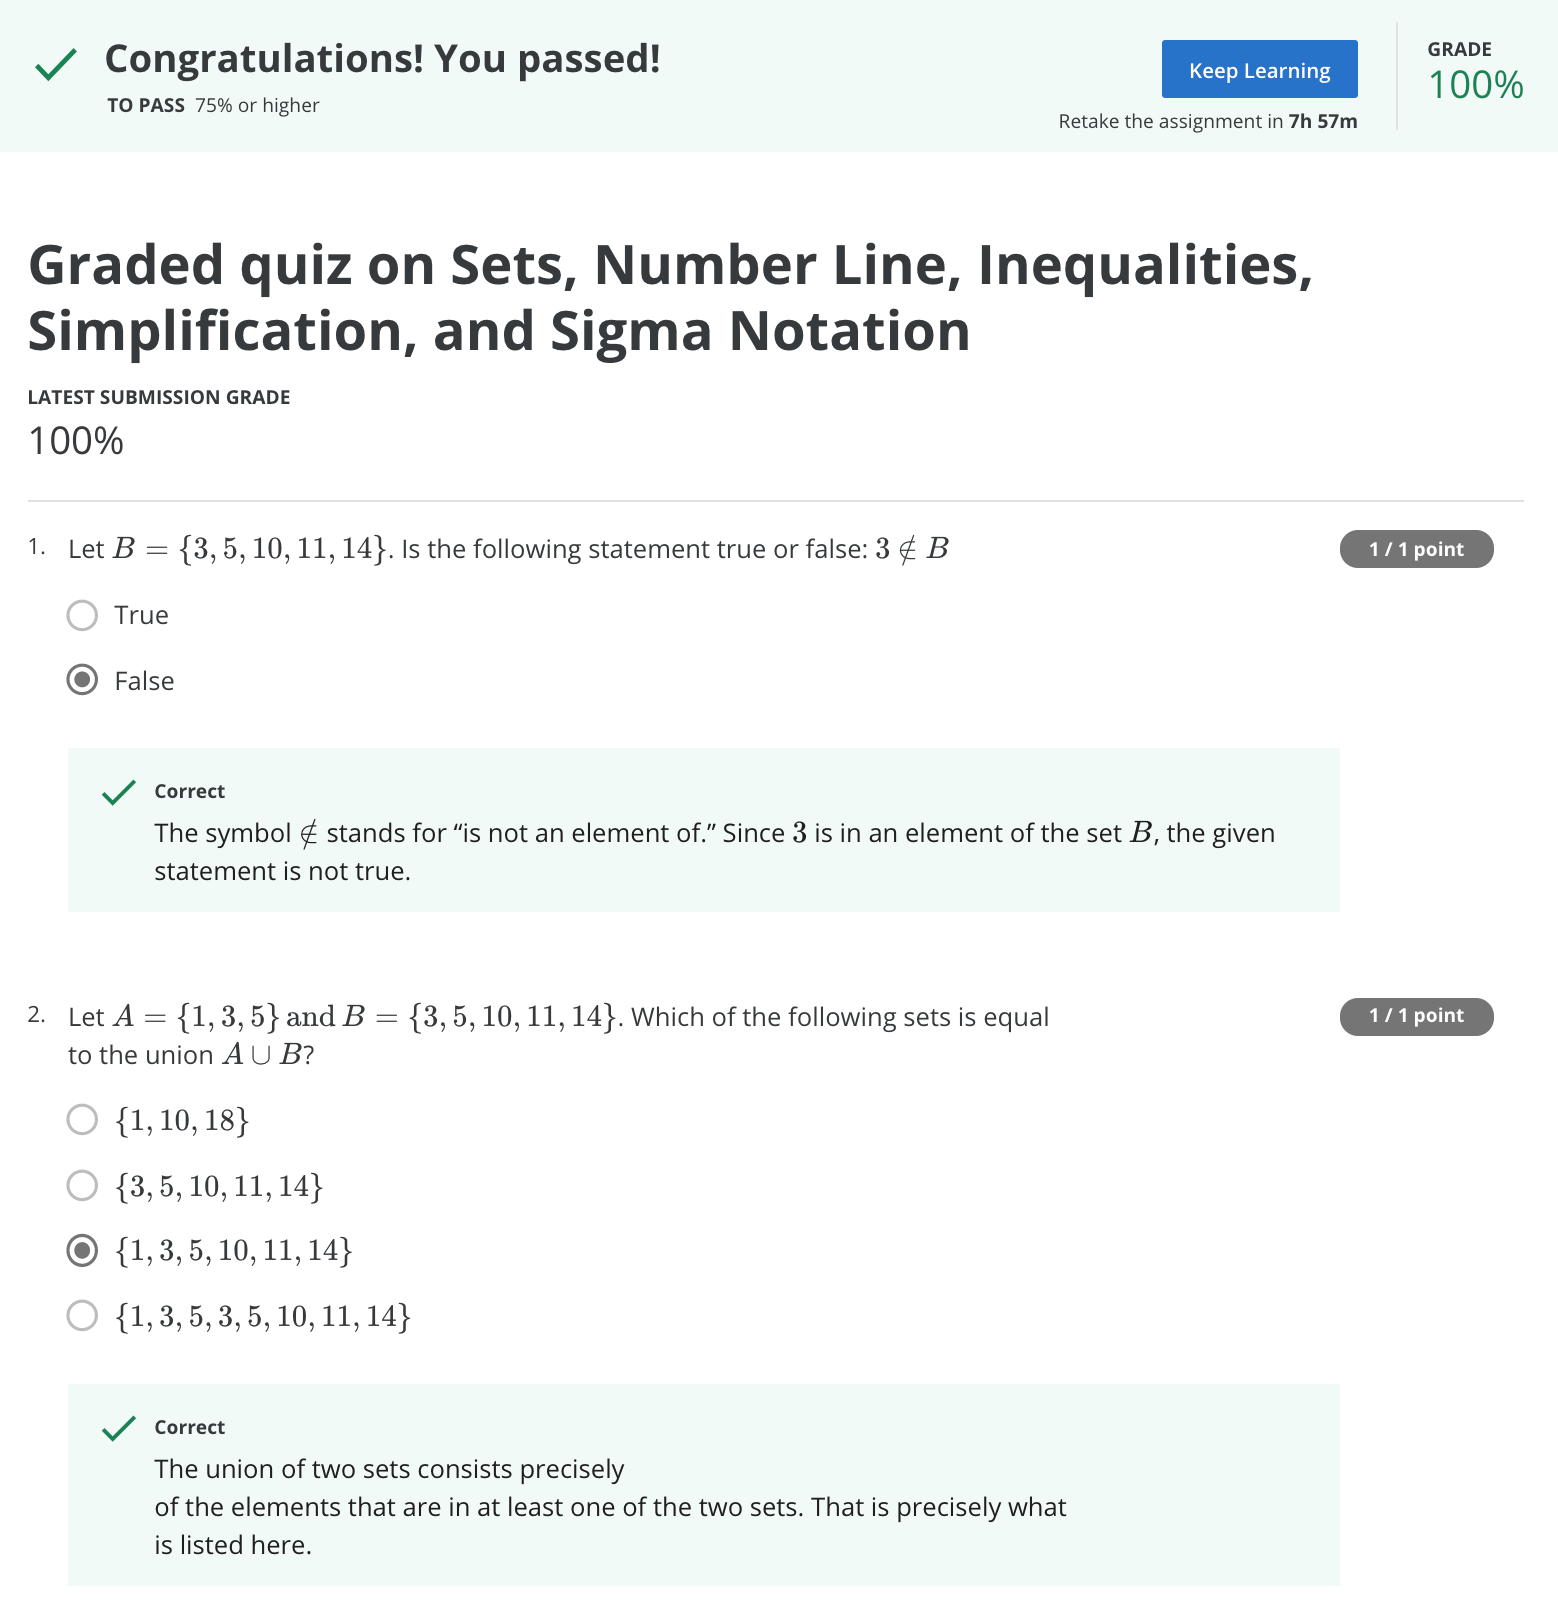 Congratulations! You passed!
TO PASS 75% or higher
Keep Learning
Retake the assignment in 7h 57m
GRADE
100%
Graded quiz on Sets, Number Line, Inequalities,
Simplification, and Sigma Notation
LATEST SUBMISSION GRADE
100%
1. Let B = {3, 5, 10, 11, 14}. Is the following statement true or false: 3 ∉ B
1 / 1 point
True
False
Correct
The symbol ∉ stands for “is not an element of.” Since 3 is in an element of the set B, the given
statement is not true.
2. Let A = {1, 3, 5} and B = {3, 5, 10, 11, 14}. Which of the following sets is equal
to the union A ∪ B?
1 / 1 point
{1, 10, 18}
{3, 5, 10, 11, 14}
{1, 3, 5, 10, 11, 14}
{1, 3, 5, 3, 5, 10, 11, 14}
Correct
The union of two sets consists precisely
of the elements that are in at least one of the two sets. That is precisely what
is listed here.